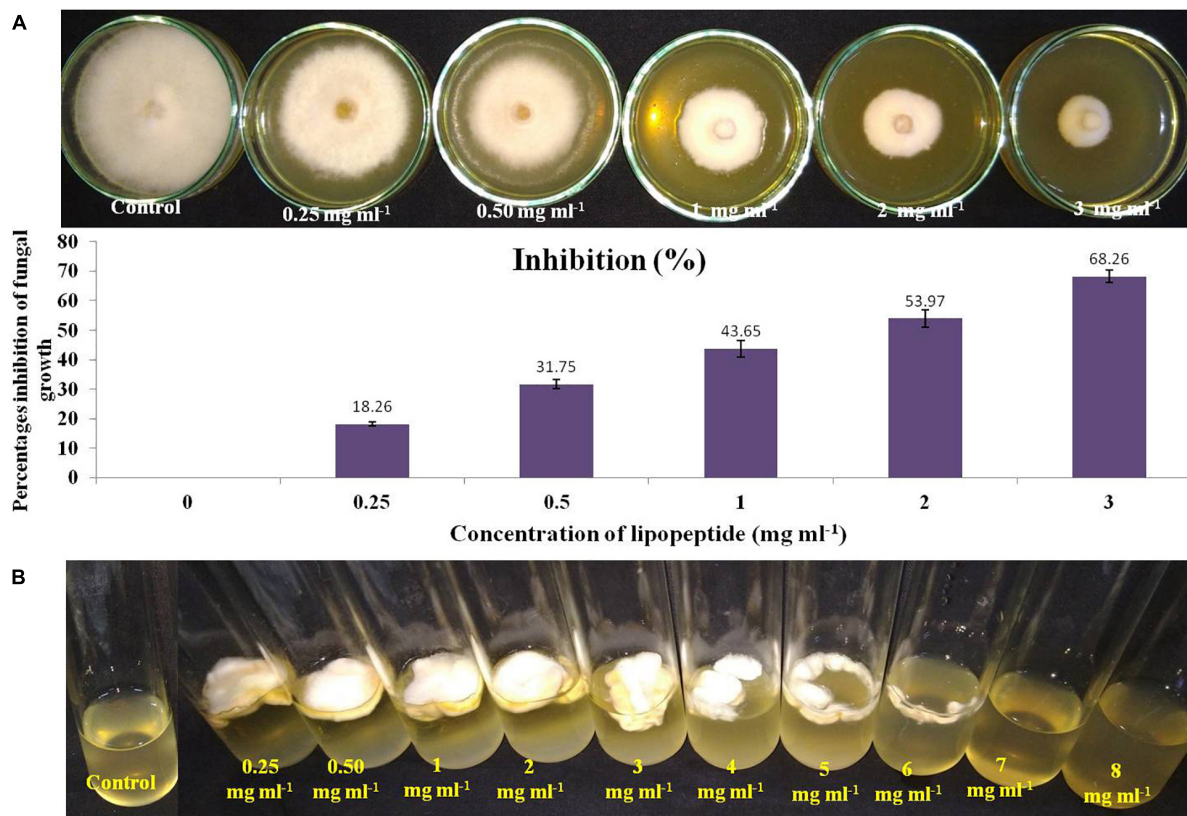 A
Control
0.25 mg ml-1
0.50 mg ml-1
1 mg ml-1
2 mg ml-1
3 mg ml-1
Inhibition (%)
Percentages inhibition of fungal
growth
80
70
60
50
40
30
20
10
0
18.26
31.75
43.65
53.97
68.26
0
0.25
0.5
1
2
3
Concentration of lipopeptide (mg ml-1)
B
Control
0.25
mg ml-1
0.50
mg ml-1
1
mg ml-1
2
mg ml-1
3
mg ml-1
4
mg ml-1
5
mg ml-1
6
mg ml-1
7
mg ml-1
8
mg ml-1